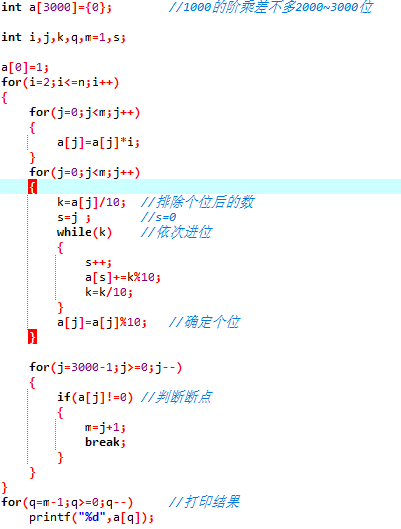 int a[3000]={0};       //1000的阶乘差不多2000~3000位
int i,j,k,q,m=1,s;
a[0]=1;
for(i=2;i<=n;i++)
{
    for(j=0;j<m;j++)
    {
        a[j]=a[j]*i;
    }
    for(j=0;j<m;j++)
    {
        k=a[j]/10;  //排除个位后的数
        s=j ;       //s=0
        while(k)    //依次进位
        {
            s++;
            a[s]+=k%10;
            k=k/10;
        }
        a[j]=a[j]%10;   //确定个位
    }
    for(j=3000-1;j>=0;j--)
    {
        if(a[j]!=0) //判断断点
        {
            m=j+1;
            break;
        }
    }
}
for(q=m-1;q>=0;q--)     //打印结果
    printf("%d",a[q]);